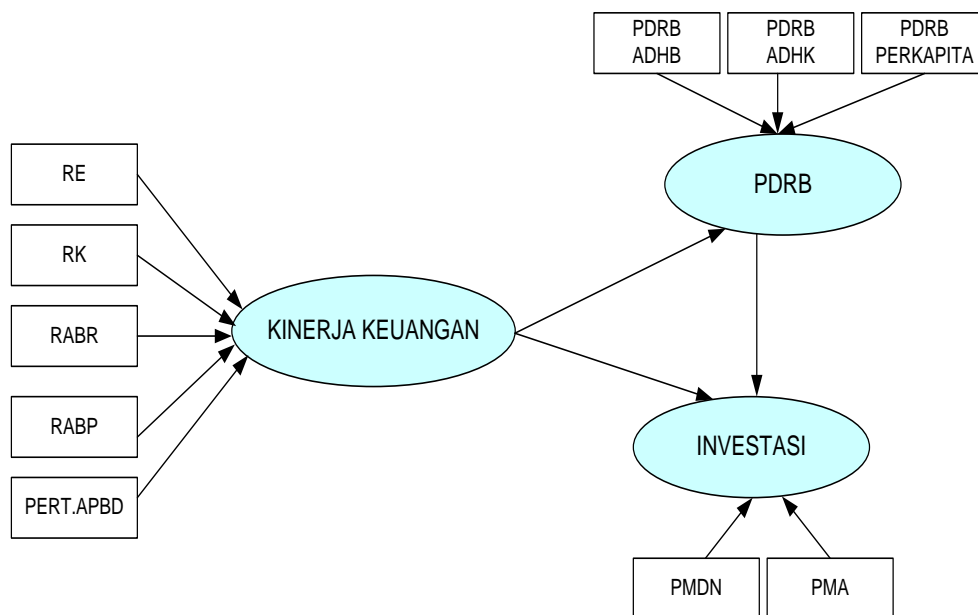 PDRB
ADHB
PDRB
ADHK
PDRB
PERKAPITA
RE
PDRB
RK
KINERJA KEUANGAN
RABR
RABP
INVESTASI
PERT.APBD
PMDN
PMA